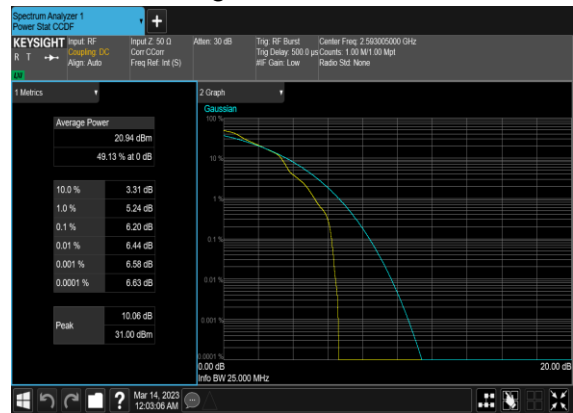 Spectrum Analyzer 1
Power Stat CCDF
+
KEYSIGHT
R T
LXI
Input: RF
Coupling: DC
Align: Auto
Input Z: 50 Ω
Corr CCorr
Freq Ref: Int (S)
Atten: 30 dB
Trig: RF Burst
Trig Delay: 500.0 µs
#IF Gain: Low
Center Freq: 2.593005000 GHz
Counts: 1.00 M/1.00 Mpt
Radio Std: None
1 Metrics
Average Power
20.94 dBm
49.13 % at 0 dB
10.0 % 3.31 dB
1.0 % 5.24 dB
0.1 % 6.20 dB
0.01 % 6.44 dB
0.001 % 6.58 dB
0.0001 % 6.63 dB
Peak
10.06 dB
31.00 dBm
2 Graph
Gaussian
100 %
10 %
1 %
0.1 %
0.01 %
0.001 %
0.0001 %
0.00 dB
20.00 dB
Info BW 25.000 MHz
?
Mar 14, 2023
12:03:06 AM